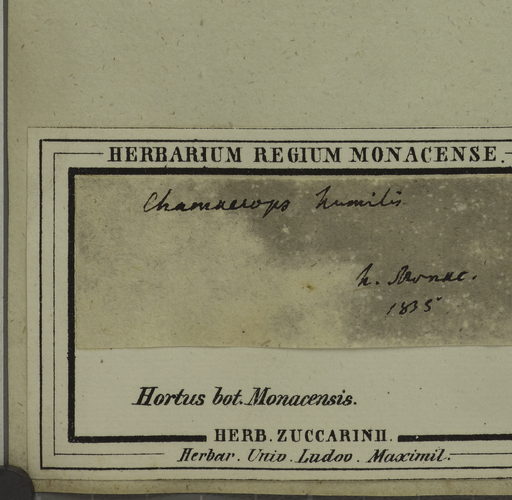 HERBARIUM REGIUM MONACENSE.
Chamaerops humilis
h. Monac.
1835
Hortus bot. Monacensis.
HERB. ZUCCARINII.
Herbar. Univ. Ludov. Maximil.